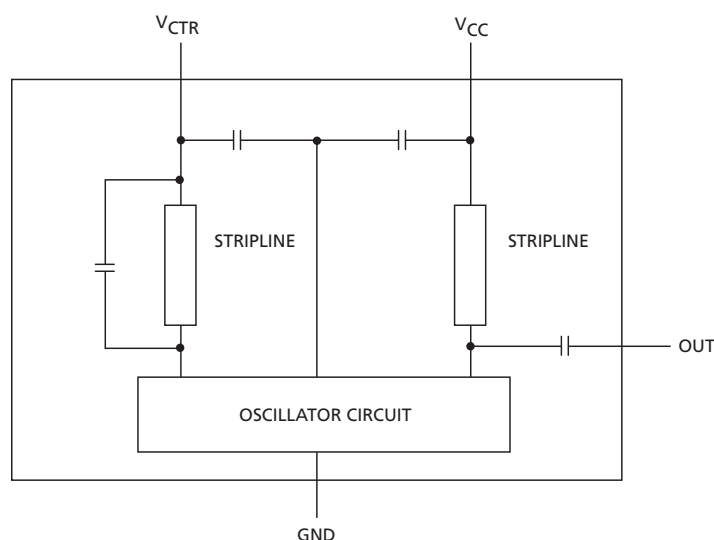 VCTR
VCC
STRIPLINE
STRIPLINE
OUT
OSCILLATOR CIRCUIT
GND